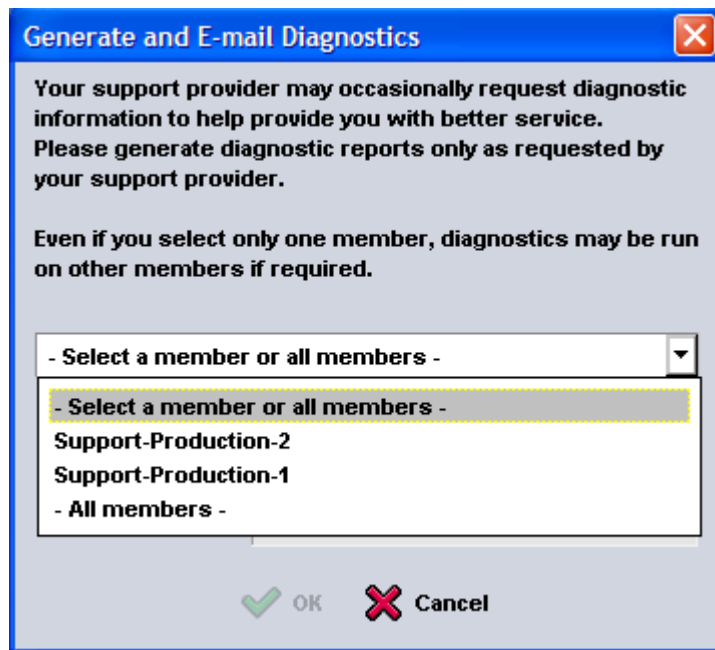 Generate and E-mail Diagnostics
Your support provider may occasionally request diagnostic
information to help provide you with better service.
Please generate diagnostic reports only as requested by
your support provider.
Even if you select only one member, diagnostics may be run
on other members if required.
- Select a member or all members -
- Select a member or all members -
Support-Production-2
Support-Production-1
- All members -
OK Cancel